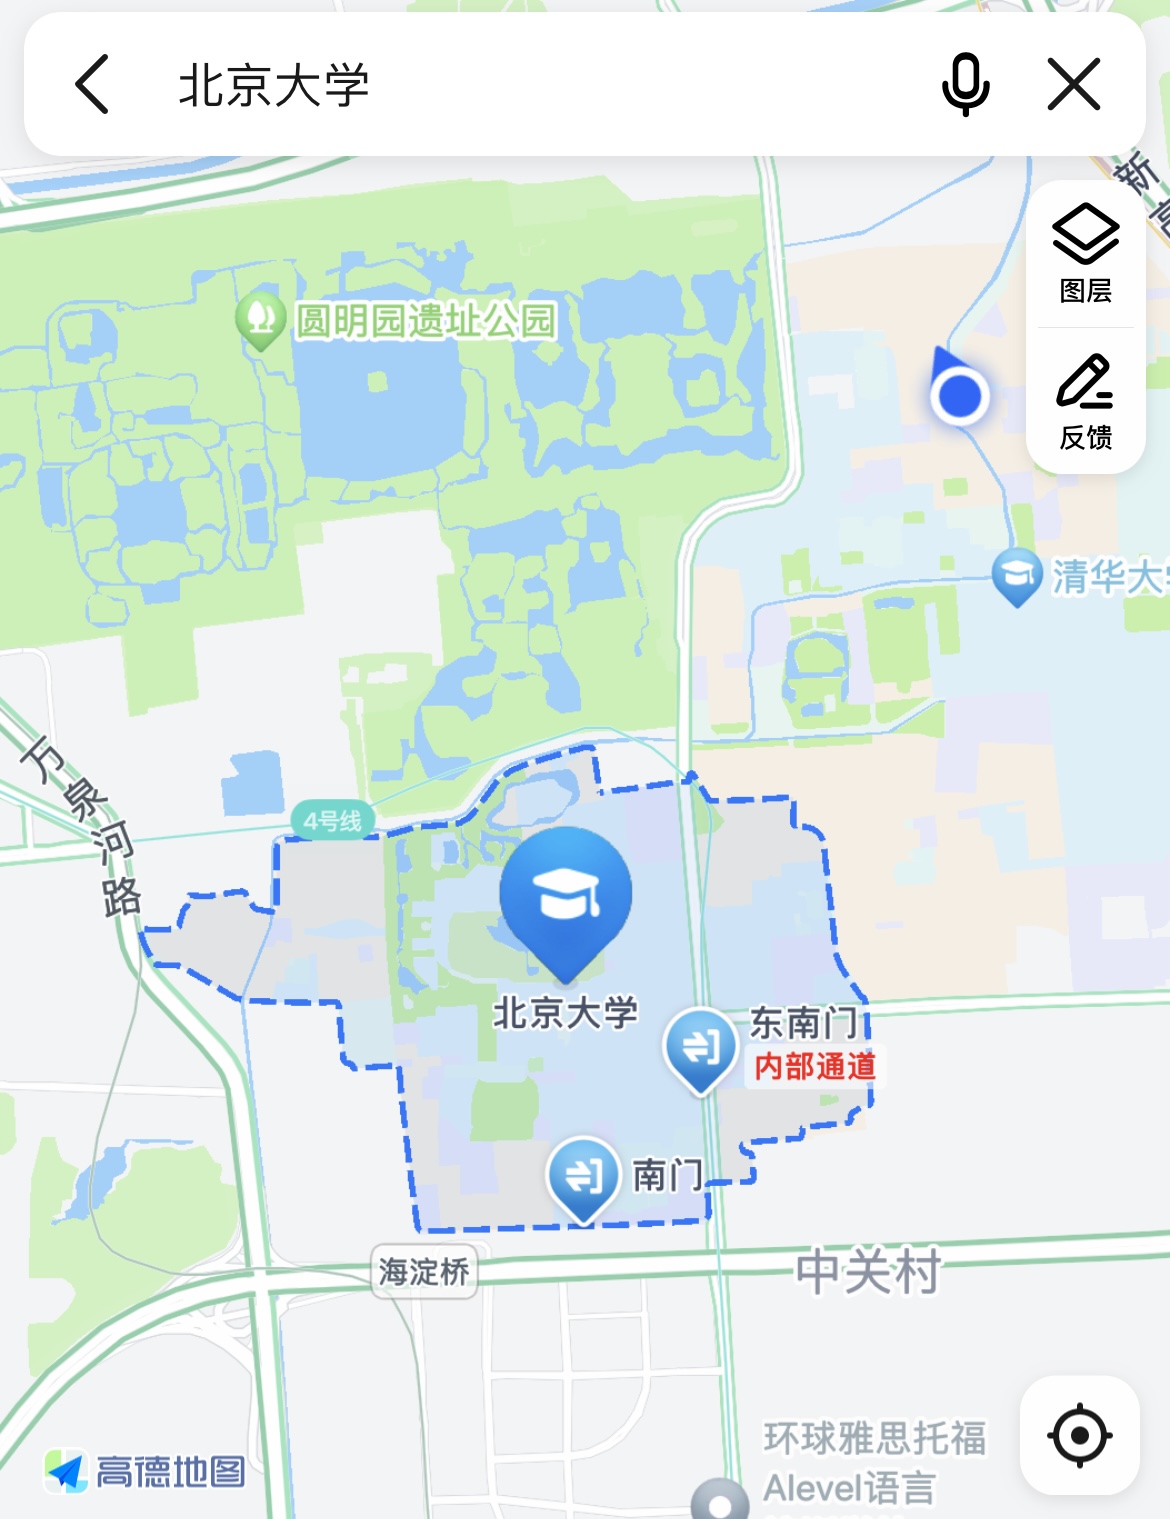 北京大学
新
高
图层
反馈
圆明园遗址公园
清华大学
万泉河路
4号线
北京大学
东南门
内部通道
南门
海淀桥
中关村
环球雅思托福
Alevel语言
高德地图